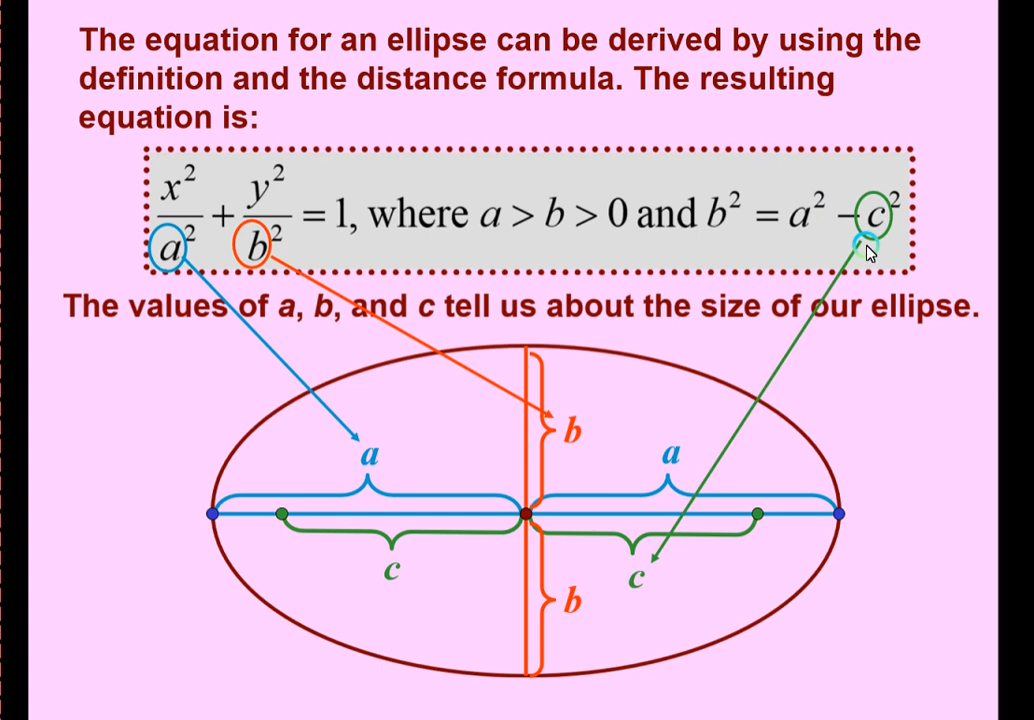 The equation for an ellipse can be derived by using the
definition and the distance formula. The resulting
equation is:
x²/a² + y²/b² = 1, where a > b > 0 and b² = a² – c²
The values of a, b, and c tell us about the size of our ellipse.
b
a a
c c
b